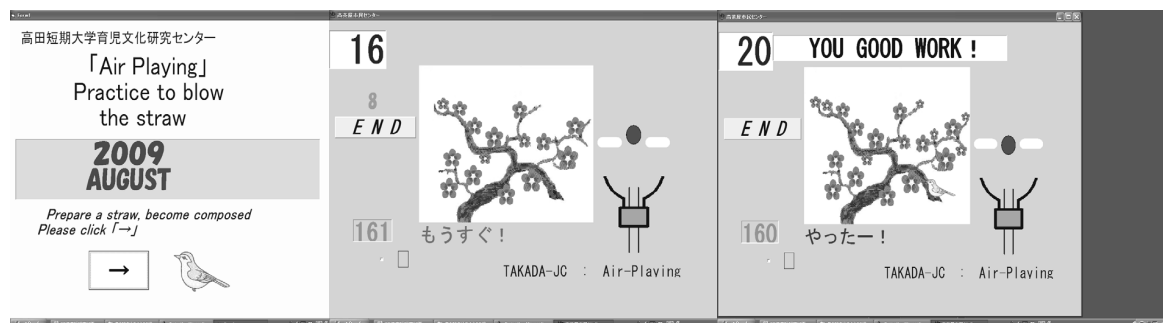 高田短期大学育児文化研究センター
「Air Playing」
Practice to blow
the straw
2009
AUGUST
Prepare a straw, become composed
Please click「→」
→
16
8
END
161
もうすぐ！
TAKADA-JC : Air-Playing
20
YOU GOOD WORK！
END
160
やったー！
TAKADA-JC : Air-Playing